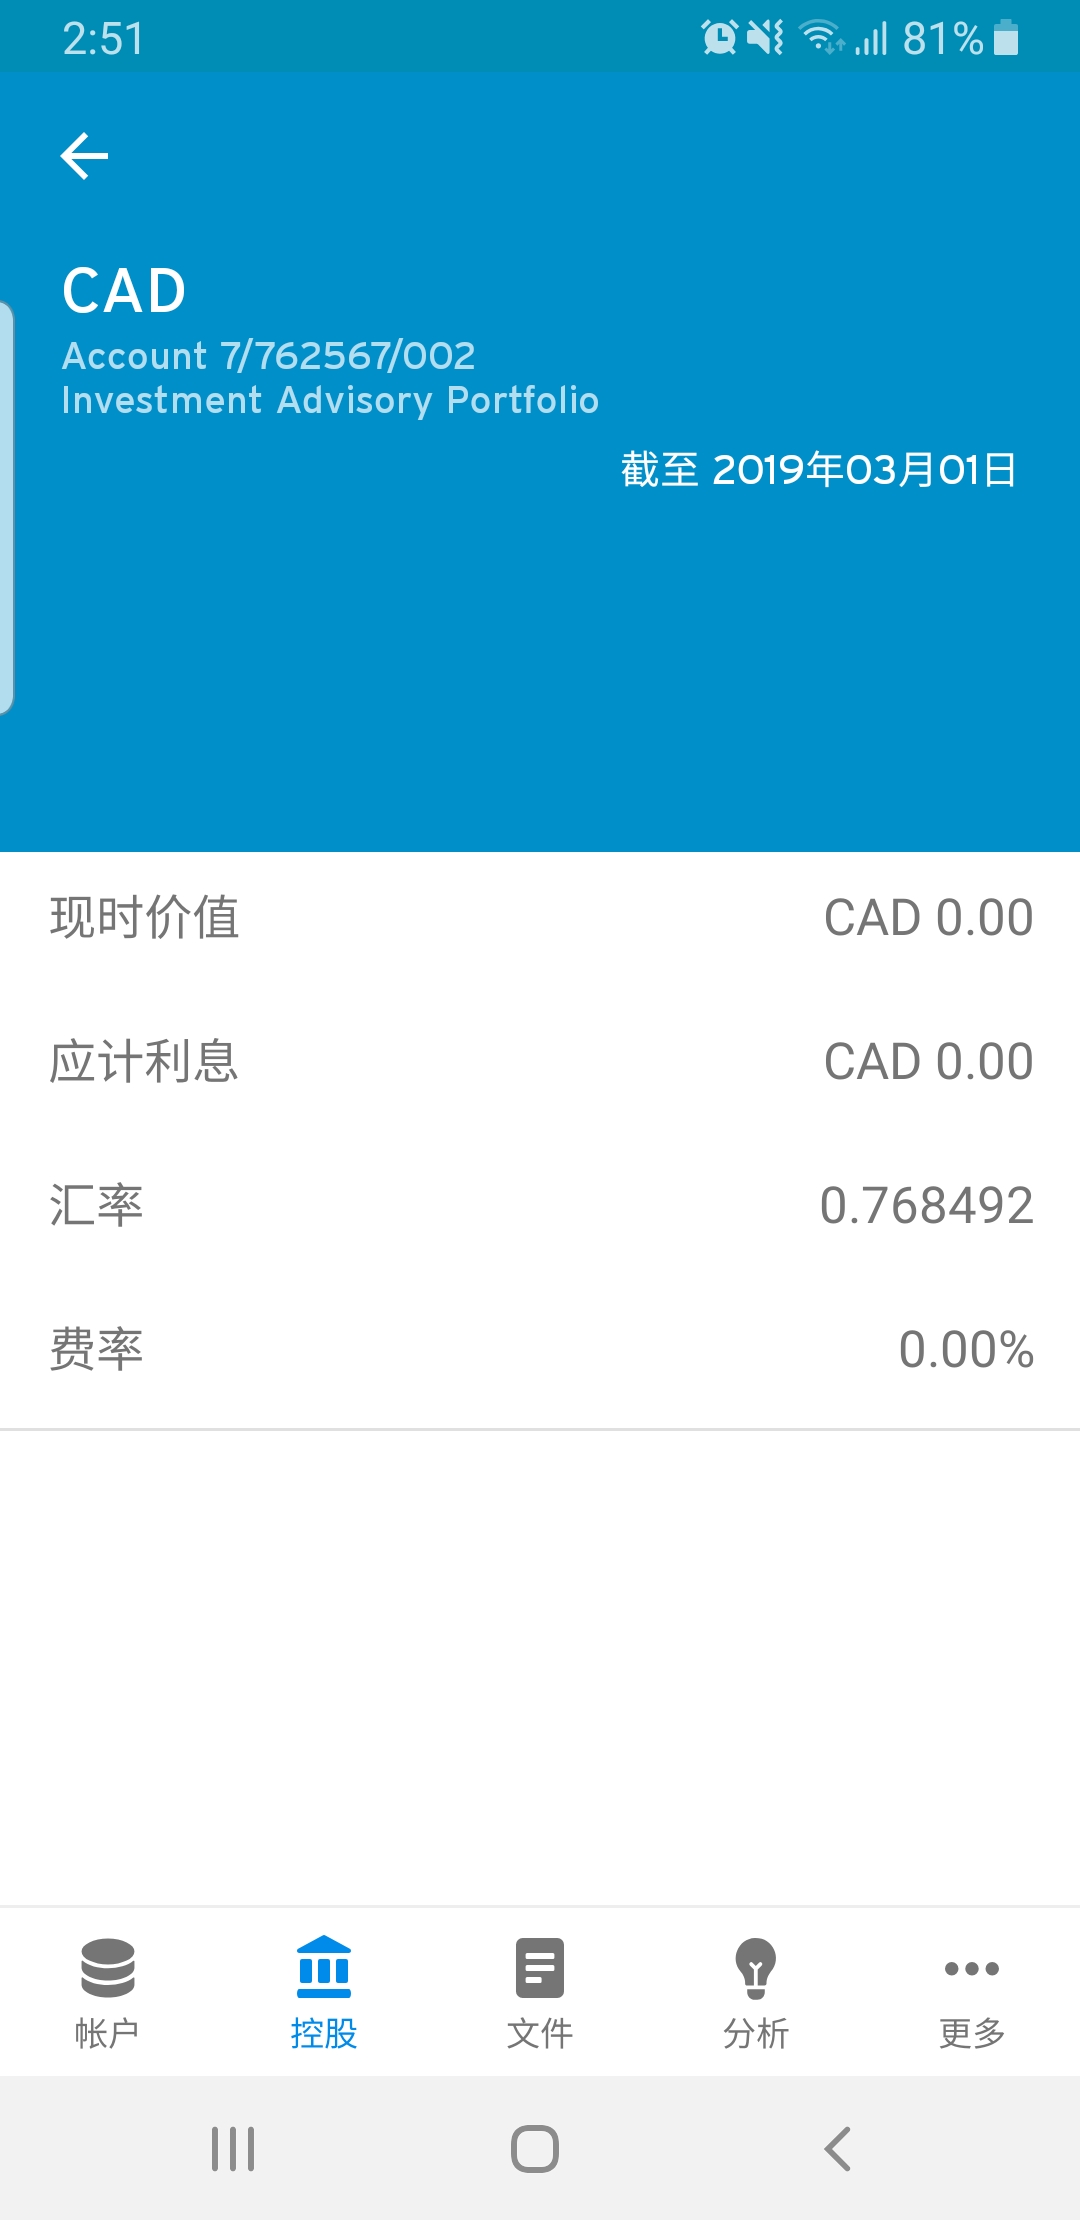 2:51
81%
CAD
Account 7/762567/002
Investment Advisory Portfolio
截至 2019年03月01日
现时价值 CAD 0.00
应计利息 CAD 0.00
汇率 0.768492
费率 0.00%
帐户 控股 文件 分析 更多